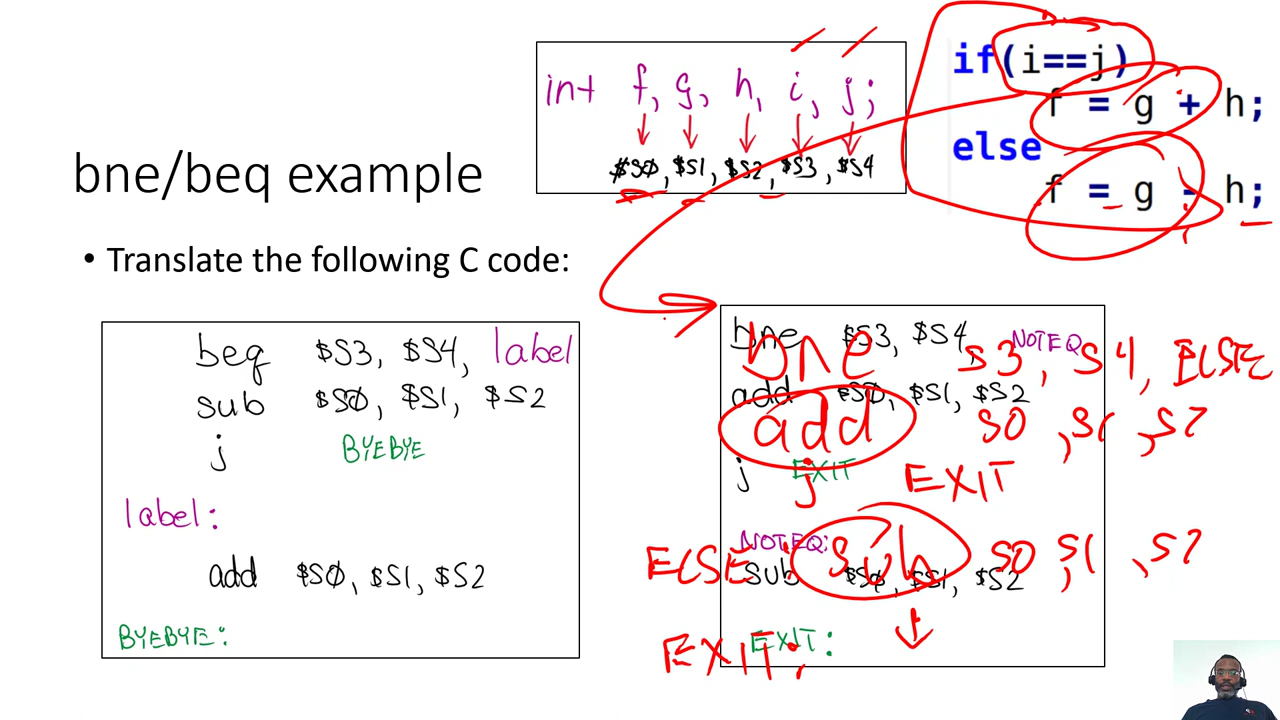 int f, g, h, i, j;
$S0, $S1, $S2, $S3, $S4
if(i==j)
f = g + h;
else
f = g - h;
bne/beq example
• Translate the following C code:
beq $S3, $S4, label
sub $S0, $S1, $S2
j BYEBYE
label:
add $S0, $S1, $S2
BYEBYE:
bne $S3, $S4 NOTEQ
add $S0, $S1, $S2
j EXIT
NOTEQ:
sub $S0, $S1, $S2
EXIT:
bne S3, S4, ELSE
add S0, S1, S2
j EXIT
ELSE: sub S0, S1, S2
EXIT: